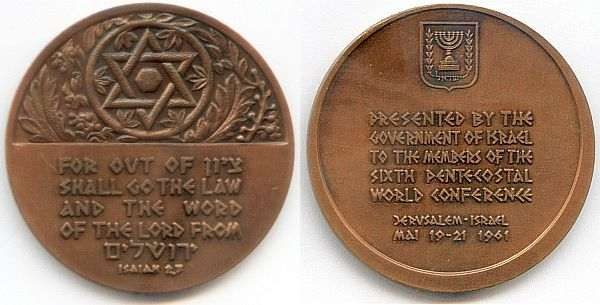 FOR OUT OF ציון
SHALL GO THE LAW
AND THE WORD
OF THE LORD FROM
ירושלים
ISAIAH 2,3
PRESENTED BY THE
GOVERNMENT OF ISRAEL
TO THE MEMBERS OF THE
SIXTH PENTECOSTAL
WORLD CONFERENCE
JERUSALEM-ISRAEL
MAI 19-21 1961